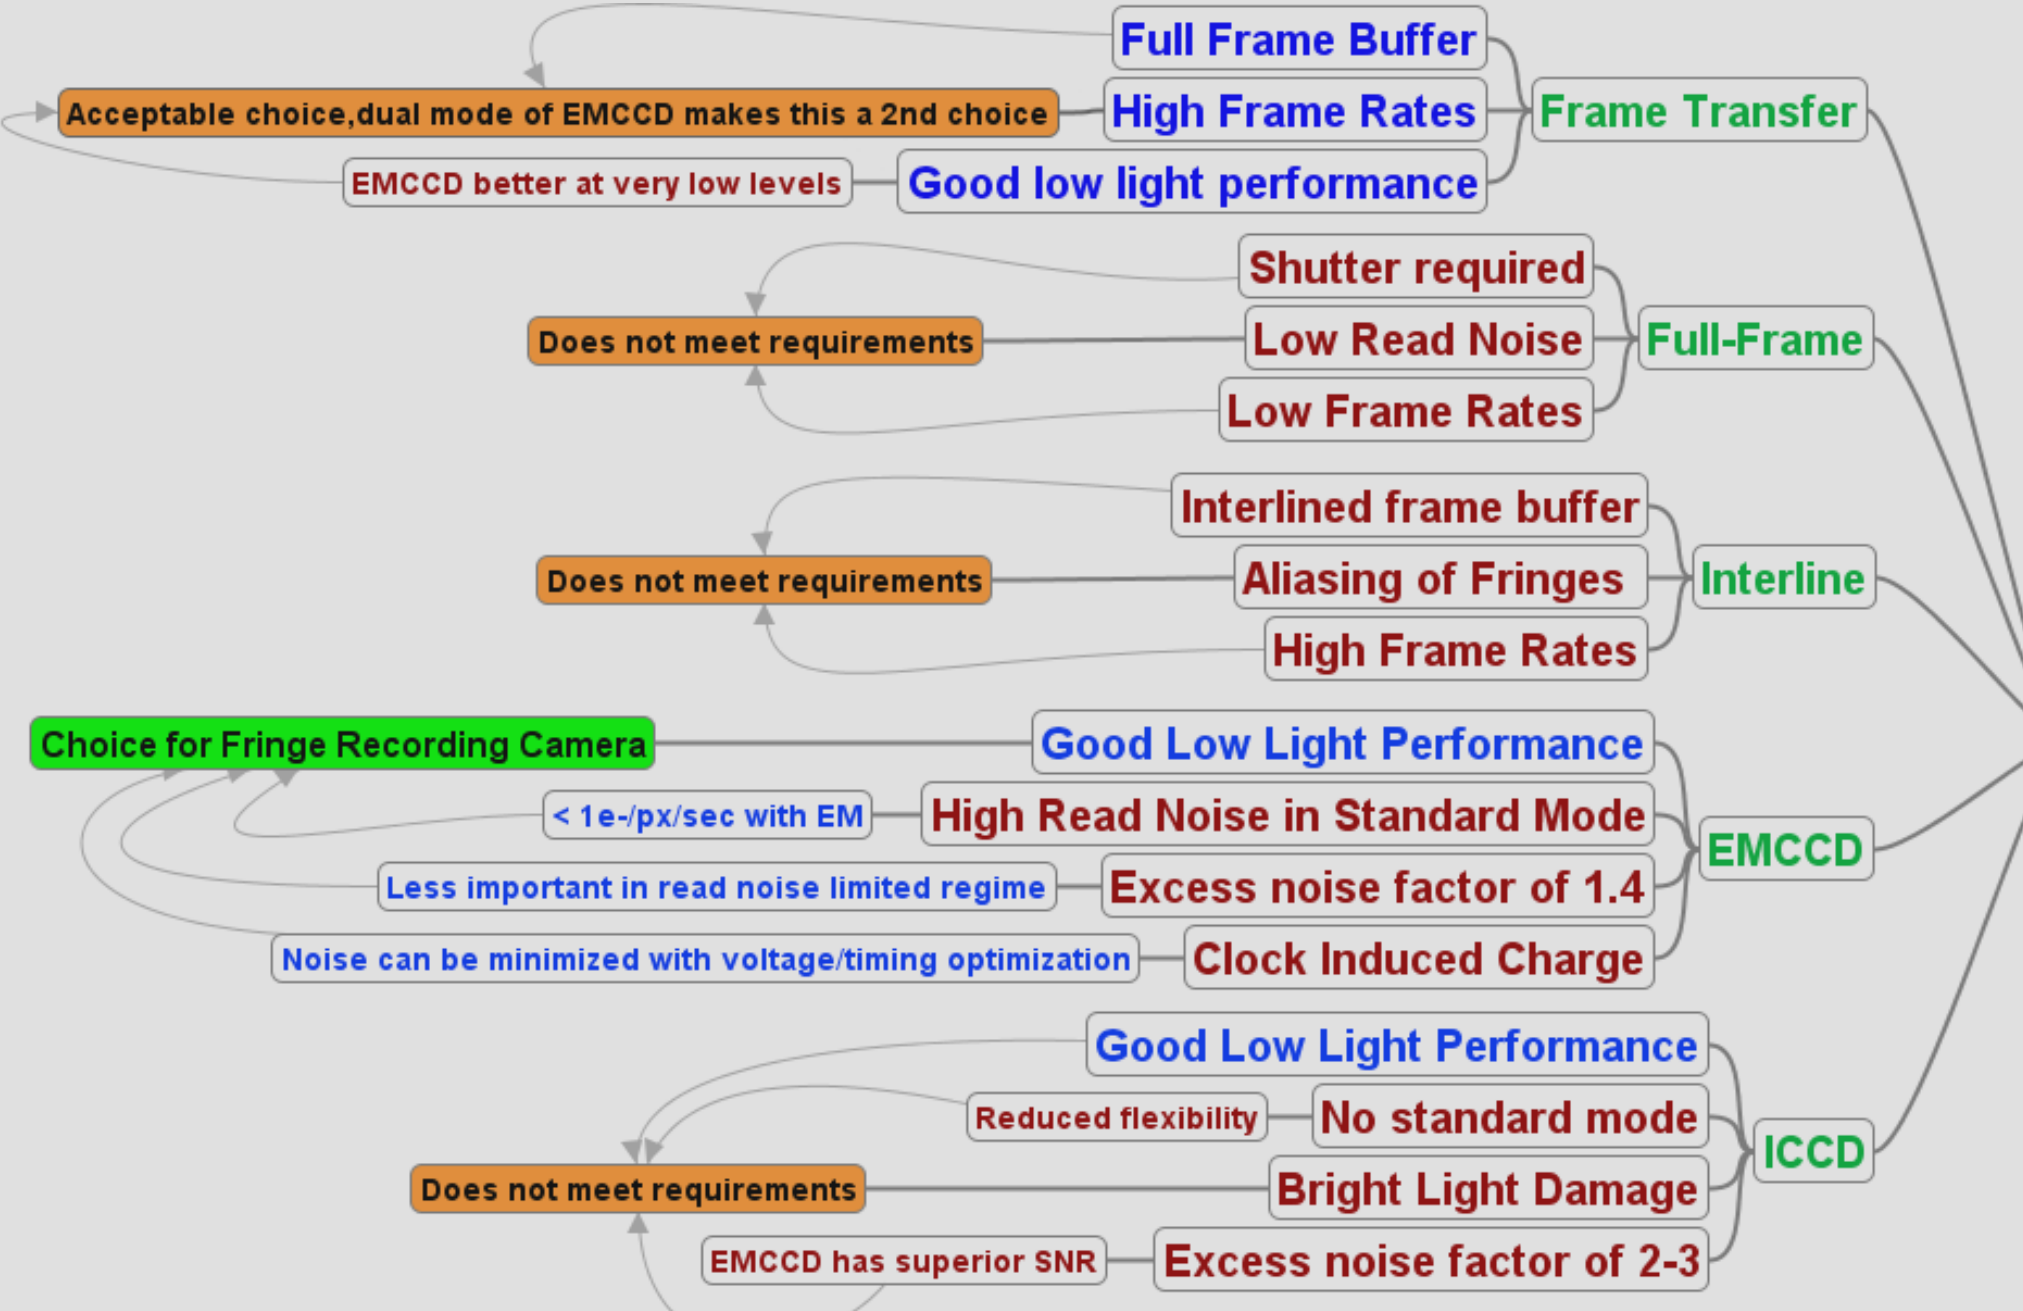 Full Frame Buffer
Acceptable choice,dual mode of EMCCD makes this a 2nd choice
High Frame Rates
Frame Transfer
EMCCD better at very low levels
Good low light performance
Shutter required
Does not meet requirements
Low Read Noise
Full-Frame
Low Frame Rates
Interlined frame buffer
Does not meet requirements
Aliasing of Fringes
Interline
High Frame Rates
Choice for Fringe Recording Camera
Good Low Light Performance
< 1e-/px/sec with EM
High Read Noise in Standard Mode
EMCCD
Less important in read noise limited regime
Excess noise factor of 1.4
Noise can be minimized with voltage/timing optimization
Clock Induced Charge
Good Low Light Performance
Reduced flexibility
No standard mode
ICCD
Does not meet requirements
Bright Light Damage
EMCCD has superior SNR
Excess noise factor of 2-3